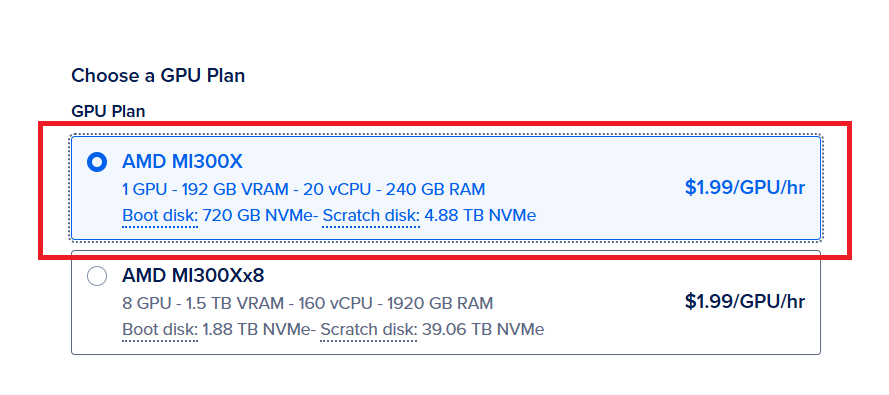 Choose a GPU Plan
GPU Plan
AMD MI300X
1 GPU - 192 GB VRAM - 20 vCPU - 240 GB RAM
$1.99/GPU/hr
Boot disk: 720 GB NVMe- Scratch disk: 4.88 TB NVMe
AMD MI300Xx8
8 GPU - 1.5 TB VRAM - 160 vCPU - 1920 GB RAM
$1.99/GPU/hr
Boot disk: 1.88 TB NVMe- Scratch disk: 39.06 TB NVMe